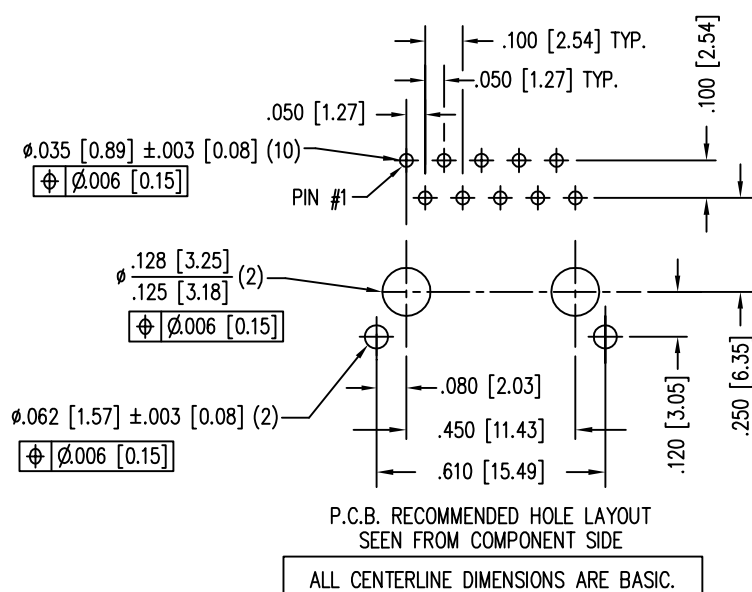 .100 [2.54] TYP.
.050 [1.27] TYP.
.050 [1.27]
.100 [2.54]
ø.035 [0.89] ±.003 [0.08] (10)
⌖ Ø.006 [0.15]
PIN #1
ø .128 [3.25]
.125 [3.18] (2)
⌖ Ø.006 [0.15]
ø.062 [1.57] ±.003 [0.08] (2)
⌖ Ø.006 [0.15]
.080 [2.03]
.450 [11.43]
.610 [15.49]
.120 [3.05]
.250 [6.35]
P.C.B. RECOMMENDED HOLE LAYOUT
SEEN FROM COMPONENT SIDE
ALL CENTERLINE DIMENSIONS ARE BASIC.